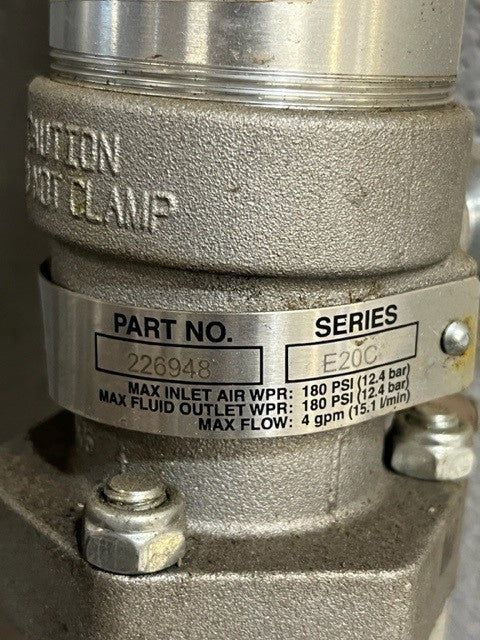 CAUTION
NOT CLAMP
PART NO. SERIES
226948 E20C
MAX INLET AIR WPR: 180 PSI (12.4 bar)
MAX FLUID OUTLET WPR: 180 PSI (12.4 bar)
MAX FLOW: 4 gpm (15.1 l/min)